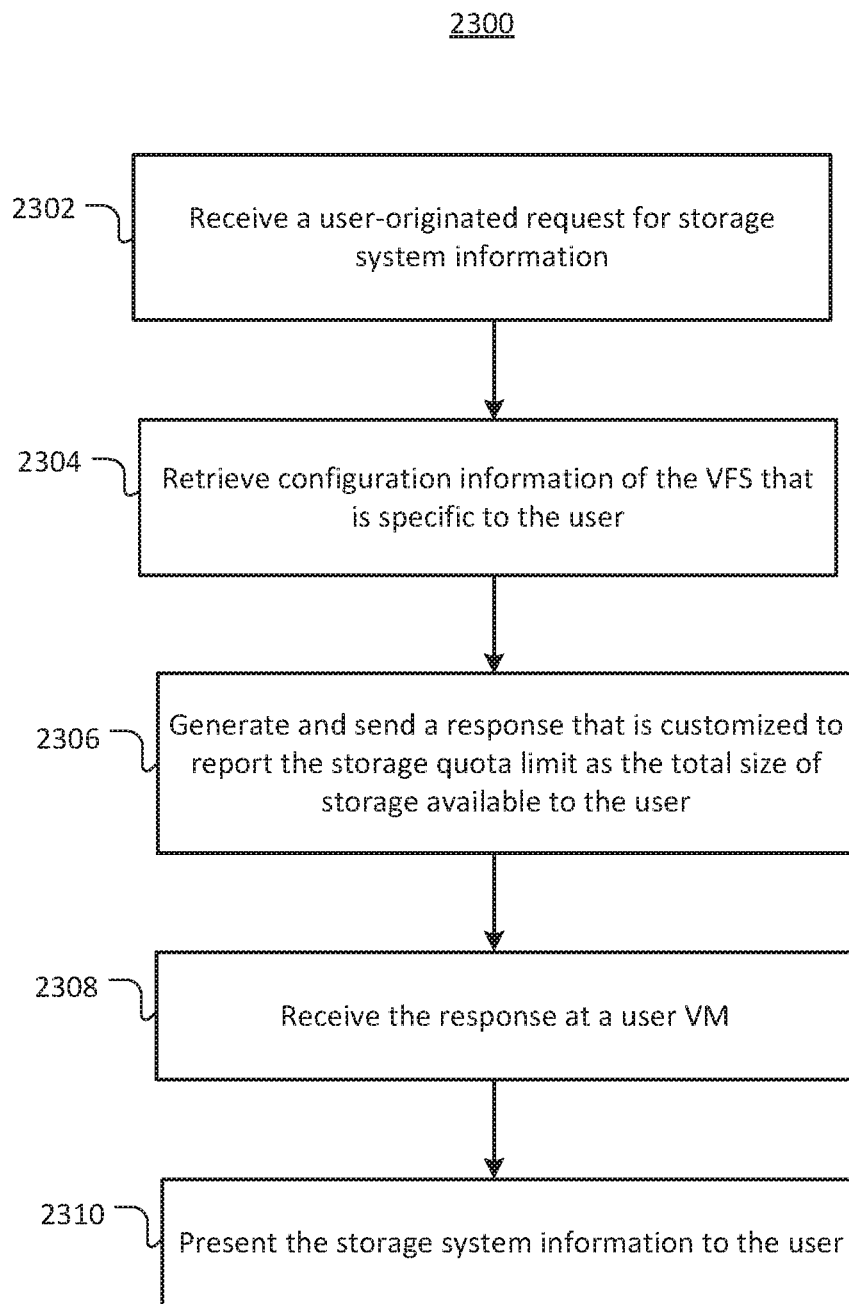 2300
2302
Receive a user-originated request for storage
system information
2304
Retrieve configuration information of the VFS that
is specific to the user
2306
Generate and send a response that is customized to
report the storage quota limit as the total size of
storage available to the user
2308
Receive the response at a user VM
2310
Present the storage system information to the user